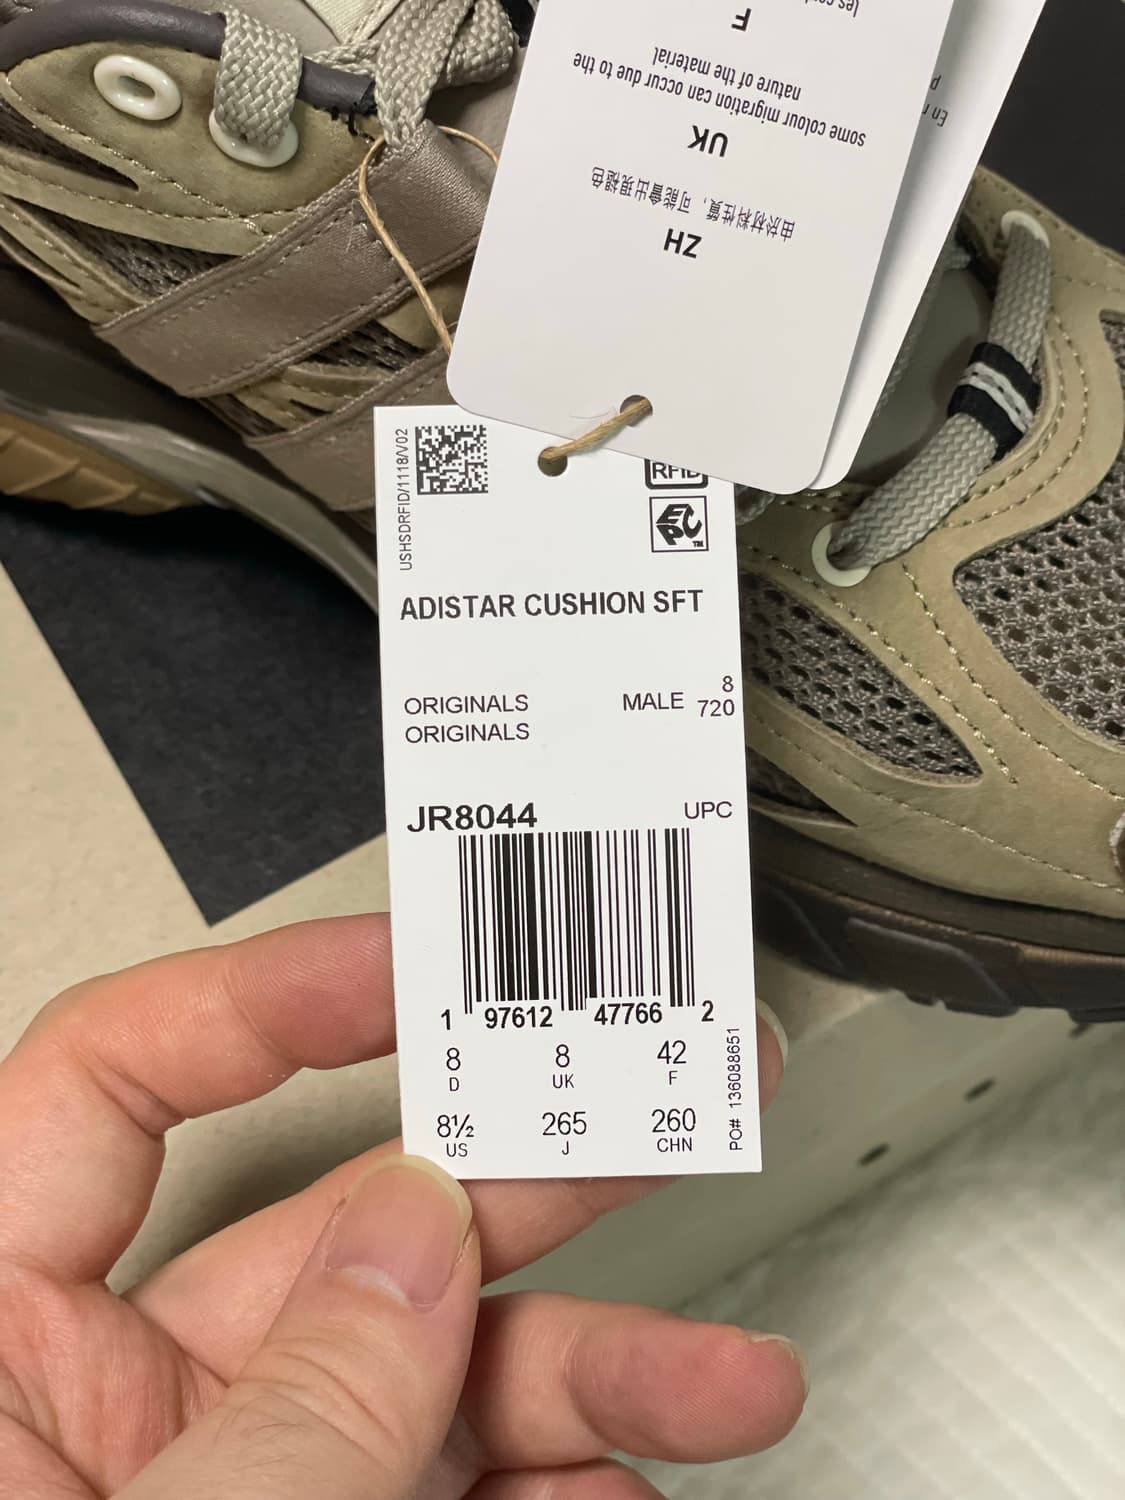 les
F
nature of the material
some colour migration can occur due to the
UK
由於材料性質，可能會出現褪色
ZH
En
p
USHSDRFID/1118/V02
RFID
EPC™
ADISTAR CUSHION SFT
8
ORIGINALS MALE 720
ORIGINALS
JR8044 UPC
1 97612 47766 2
8 8 42
D UK F
8½ 265 260
US J CHN
PO# 136088651